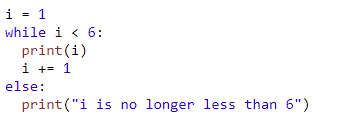 i = 1
while i < 6:
  print(i)
  i += 1
else:
  print("i is no longer less than 6")